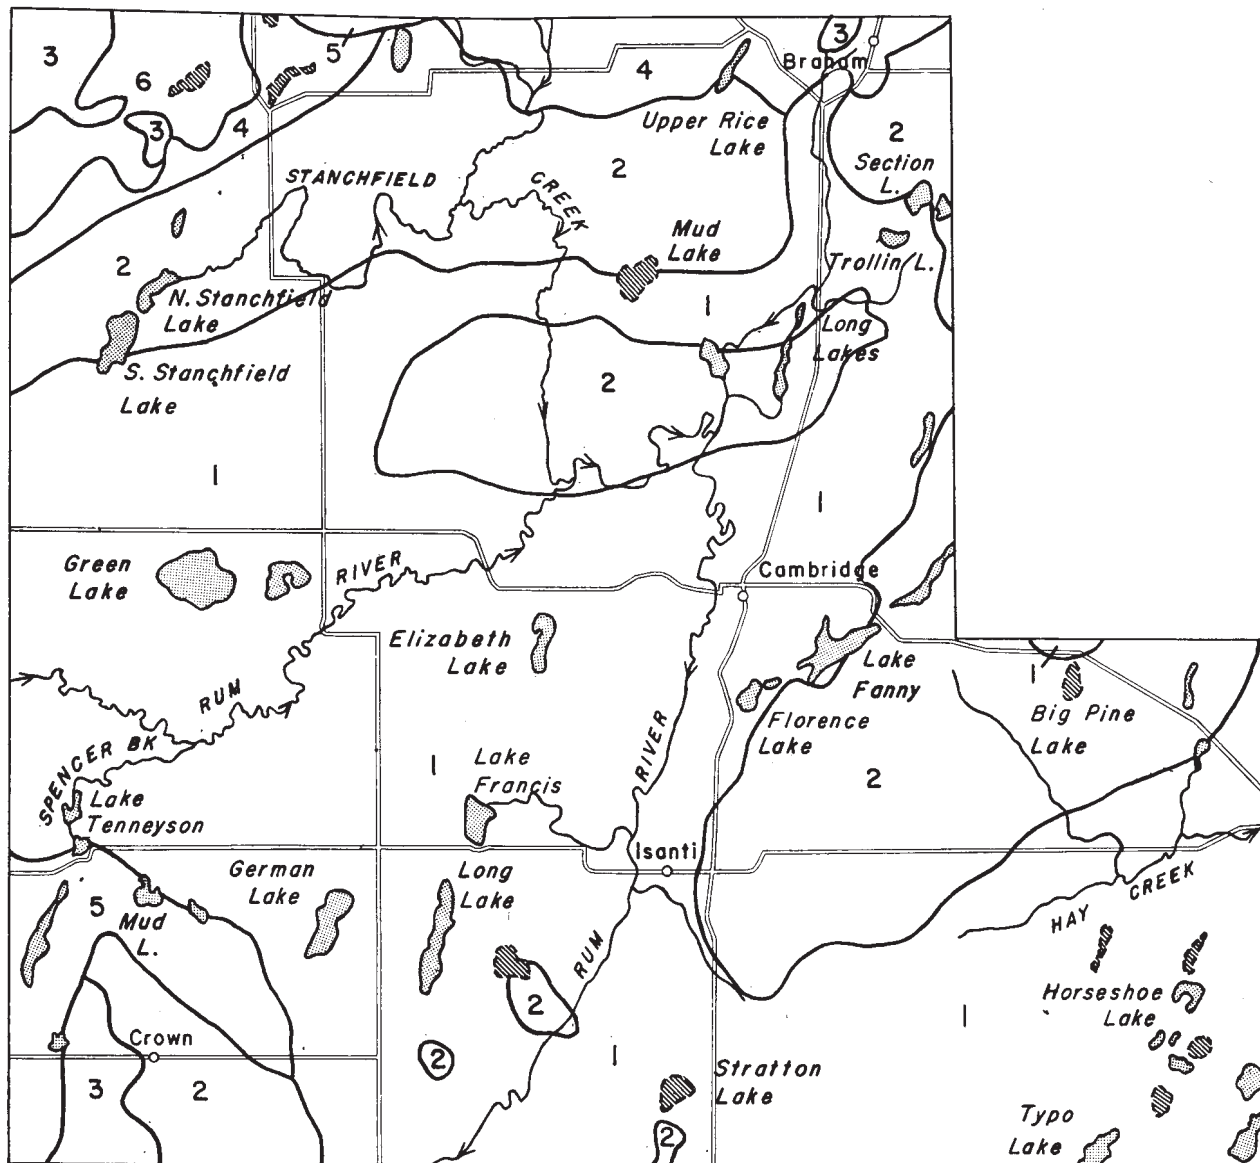 3
5
3
6
4
Braham
3
4
Upper Rice
Lake
2
Section
L.
STANCHFIELD
CREEK
2
Mud
Lake
Trollin L.
2
N. Stanchfield
Lake
1
Long
Lakes
S. Stanchfield
Lake
2
1
1
Green
Lake
RIVER
Cambridge
Elizabeth
Lake
Lake
Fanny
RUM
1
Big Pine
Lake
Florence
Lake
SPENCER BK
RIVER
Lake
Francis
1
2
Lake
Tenneyson
Isanti
German
Lake
Long
Lake
HAY CREEK
5
Mud
L.
RUM
2
Horseshoe
Lake
1
Crown
2
1
Stratton
Lake
3
2
Typo
Lake
2